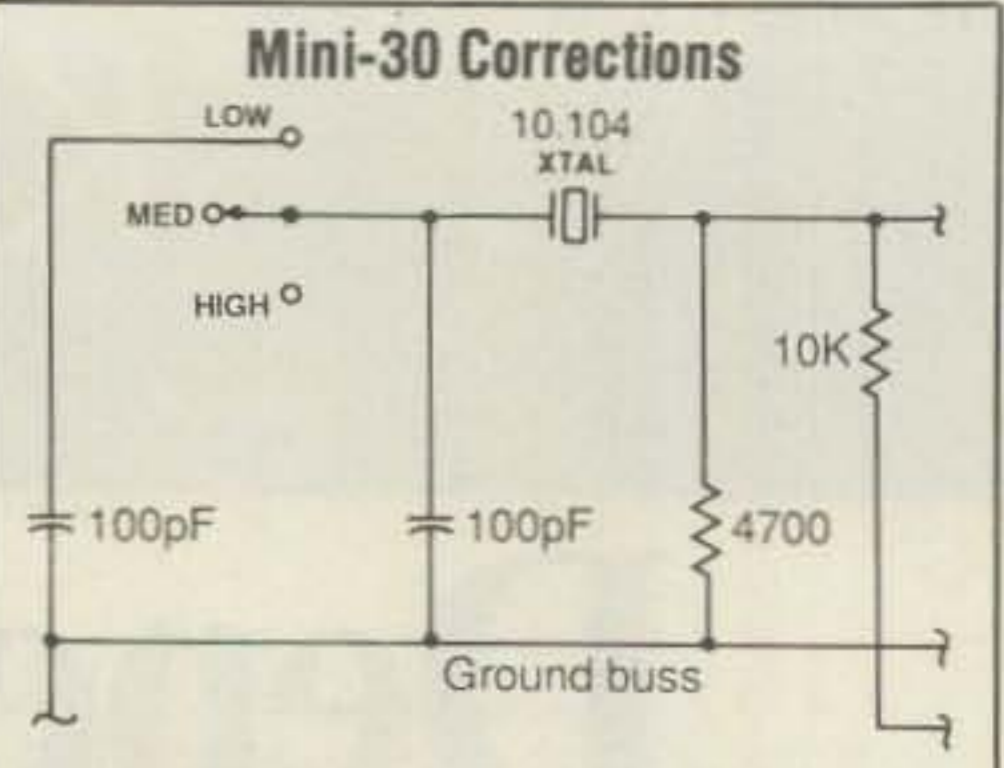 Mini-30 Corrections
LOW
10.104
XTAL
MED
HIGH
10K
100pF
100pF
4700
Ground buss